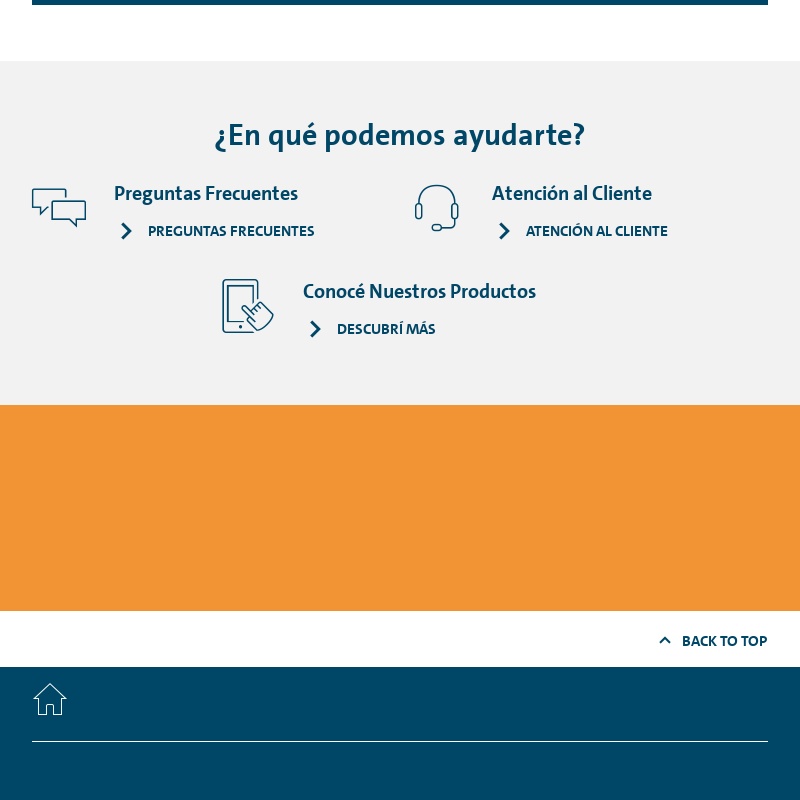 ¿En qué podemos ayudarte?
Preguntas Frecuentes
PREGUNTAS FRECUENTES
Atención al Cliente
ATENCIÓN AL CLIENTE
Conocé Nuestros Productos
DESCUBRÍ MÁS
BACK TO TOP